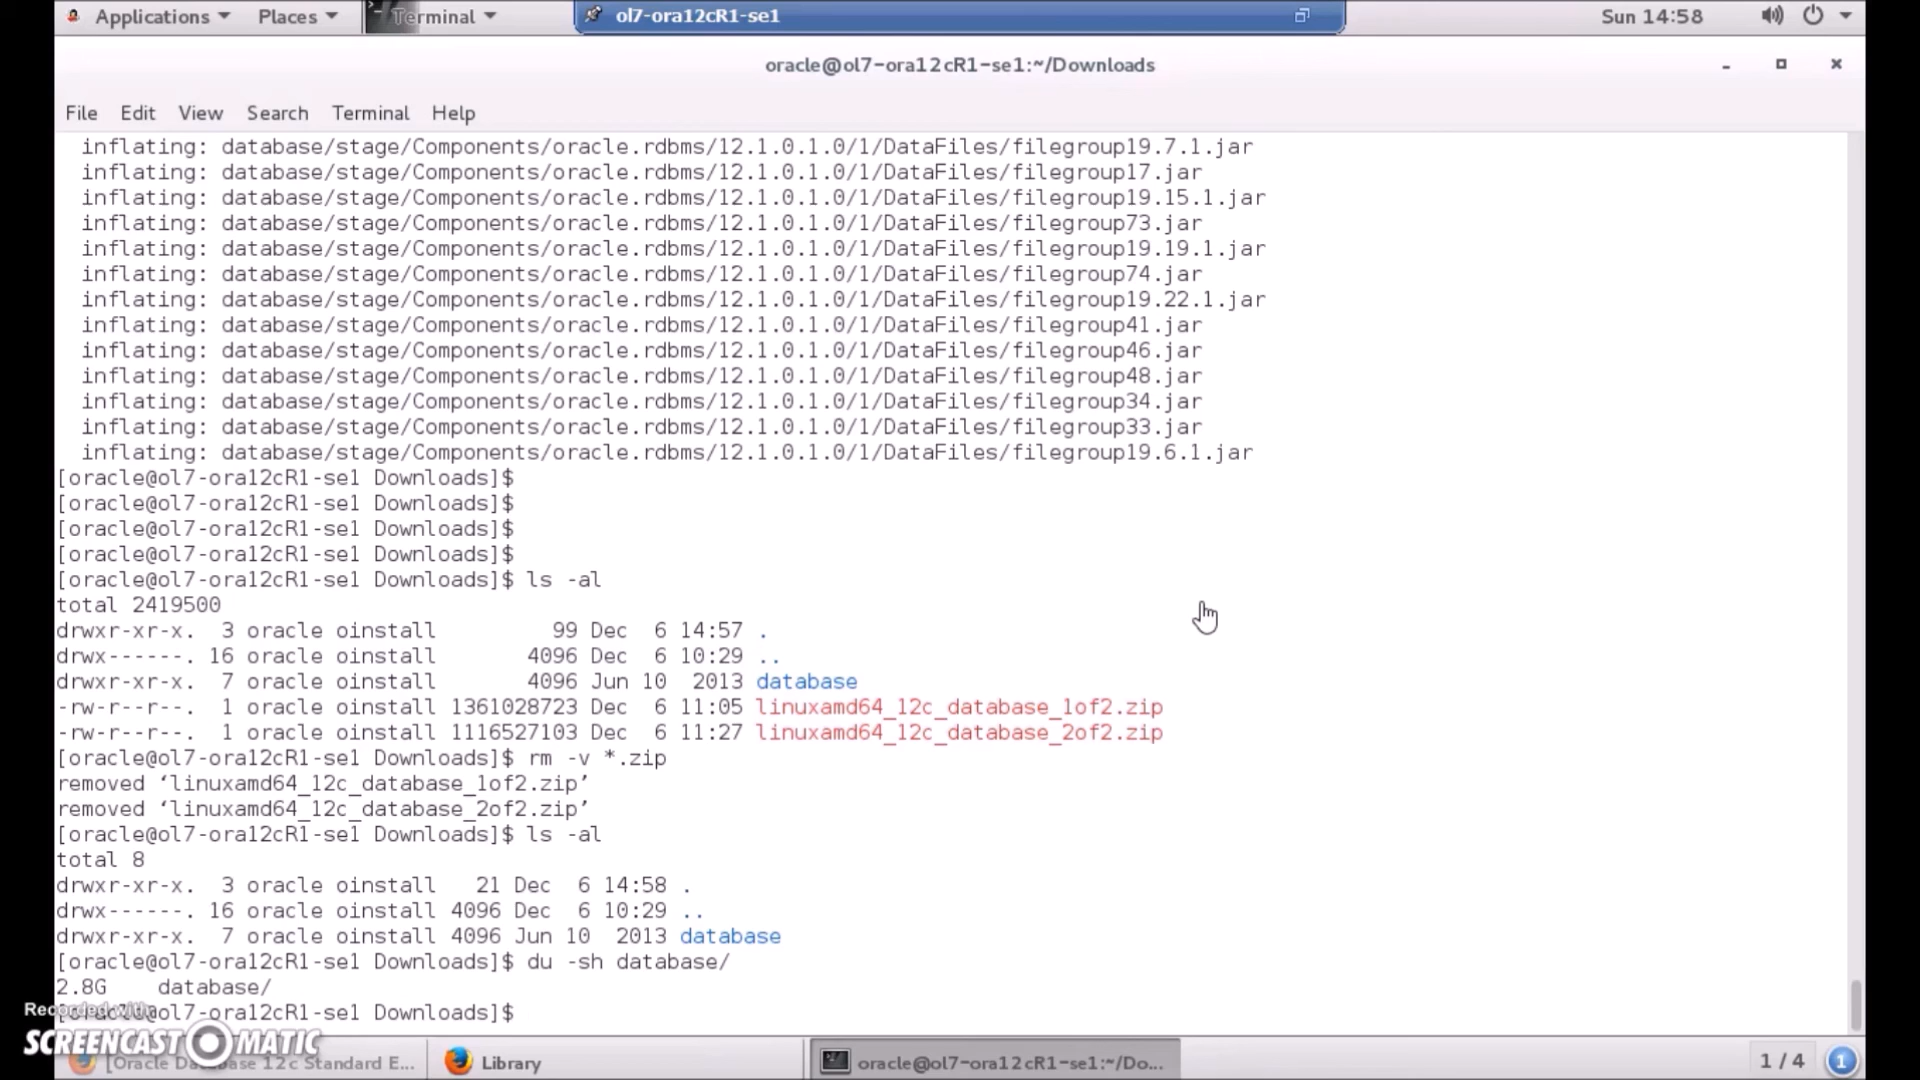 Applications Places Terminal ol7-ora12cR1-se1 Sun 14:58
oracle@ol7-ora12cR1-se1:~/Downloads
File Edit View Search Terminal Help
inflating: database/stage/Components/oracle.rdbms/12.1.0.1.0/1/DataFiles/filegroup19.7.1.jar
inflating: database/stage/Components/oracle.rdbms/12.1.0.1.0/1/DataFiles/filegroup17.jar
inflating: database/stage/Components/oracle.rdbms/12.1.0.1.0/1/DataFiles/filegroup19.15.1.jar
inflating: database/stage/Components/oracle.rdbms/12.1.0.1.0/1/DataFiles/filegroup73.jar
inflating: database/stage/Components/oracle.rdbms/12.1.0.1.0/1/DataFiles/filegroup19.19.1.jar
inflating: database/stage/Components/oracle.rdbms/12.1.0.1.0/1/DataFiles/filegroup74.jar
inflating: database/stage/Components/oracle.rdbms/12.1.0.1.0/1/DataFiles/filegroup19.22.1.jar
inflating: database/stage/Components/oracle.rdbms/12.1.0.1.0/1/DataFiles/filegroup41.jar
inflating: database/stage/Components/oracle.rdbms/12.1.0.1.0/1/DataFiles/filegroup46.jar
inflating: database/stage/Components/oracle.rdbms/12.1.0.1.0/1/DataFiles/filegroup48.jar
inflating: database/stage/Components/oracle.rdbms/12.1.0.1.0/1/DataFiles/filegroup34.jar
inflating: database/stage/Components/oracle.rdbms/12.1.0.1.0/1/DataFiles/filegroup33.jar
inflating: database/stage/Components/oracle.rdbms/12.1.0.1.0/1/DataFiles/filegroup19.6.1.jar
[oracle@ol7-ora12cR1-se1 Downloads]$
[oracle@ol7-ora12cR1-se1 Downloads]$
[oracle@ol7-ora12cR1-se1 Downloads]$
[oracle@ol7-ora12cR1-se1 Downloads]$
[oracle@ol7-ora12cR1-se1 Downloads]$ ls -al
total 2419500
drwxr-xr-x. 3 oracle oinstall 99 Dec 6 14:57 .
drwx------. 16 oracle oinstall 4096 Dec 6 10:29 ..
drwxr-xr-x. 7 oracle oinstall 4096 Jun 10 2013 database
-rw-r--r--. 1 oracle oinstall 1361028723 Dec 6 11:05 linuxamd64_12c_database_1of2.zip
-rw-r--r--. 1 oracle oinstall 1116527103 Dec 6 11:27 linuxamd64_12c_database_2of2.zip
[oracle@ol7-ora12cR1-se1 Downloads]$ rm -v *.zip
removed ‘linuxamd64_12c_database_1of2.zip’
removed ‘linuxamd64_12c_database_2of2.zip’
[oracle@ol7-ora12cR1-se1 Downloads]$ ls -al
total 8
drwxr-xr-x. 3 oracle oinstall 21 Dec 6 14:58 .
drwx------. 16 oracle oinstall 4096 Dec 6 10:29 ..
drwxr-xr-x. 7 oracle oinstall 4096 Jun 10 2013 database
[oracle@ol7-ora12cR1-se1 Downloads]$ du -sh database/
2.8G database/
[oracle@ol7-ora12cR1-se1 Downloads]$
Recorded with
SCREENCAST MATIC
[Oracle Database 12c Standard E... Library oracle@ol7-ora12cR1-se1:~/Do... 1 / 4 1